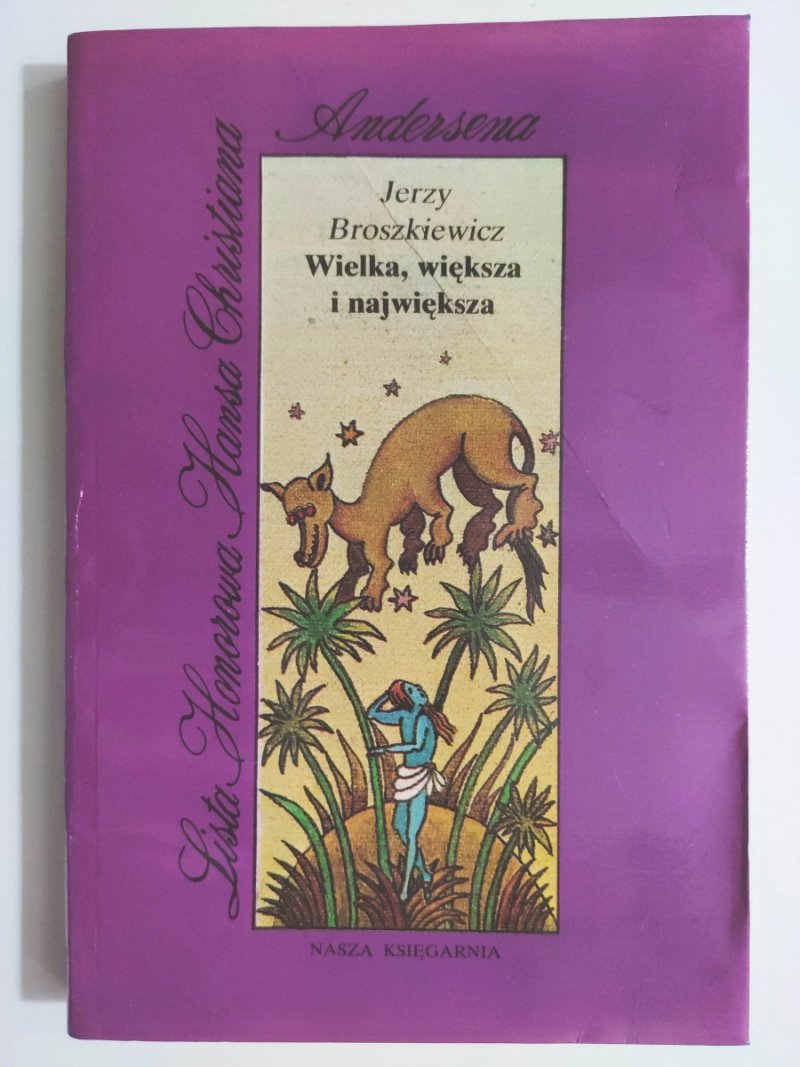 Lista Honorowa Hansa Christiana
Andersena
Jerzy
Broszkiewicz
Wielka, większa
i największa
NASZA KSIĘGARNIA